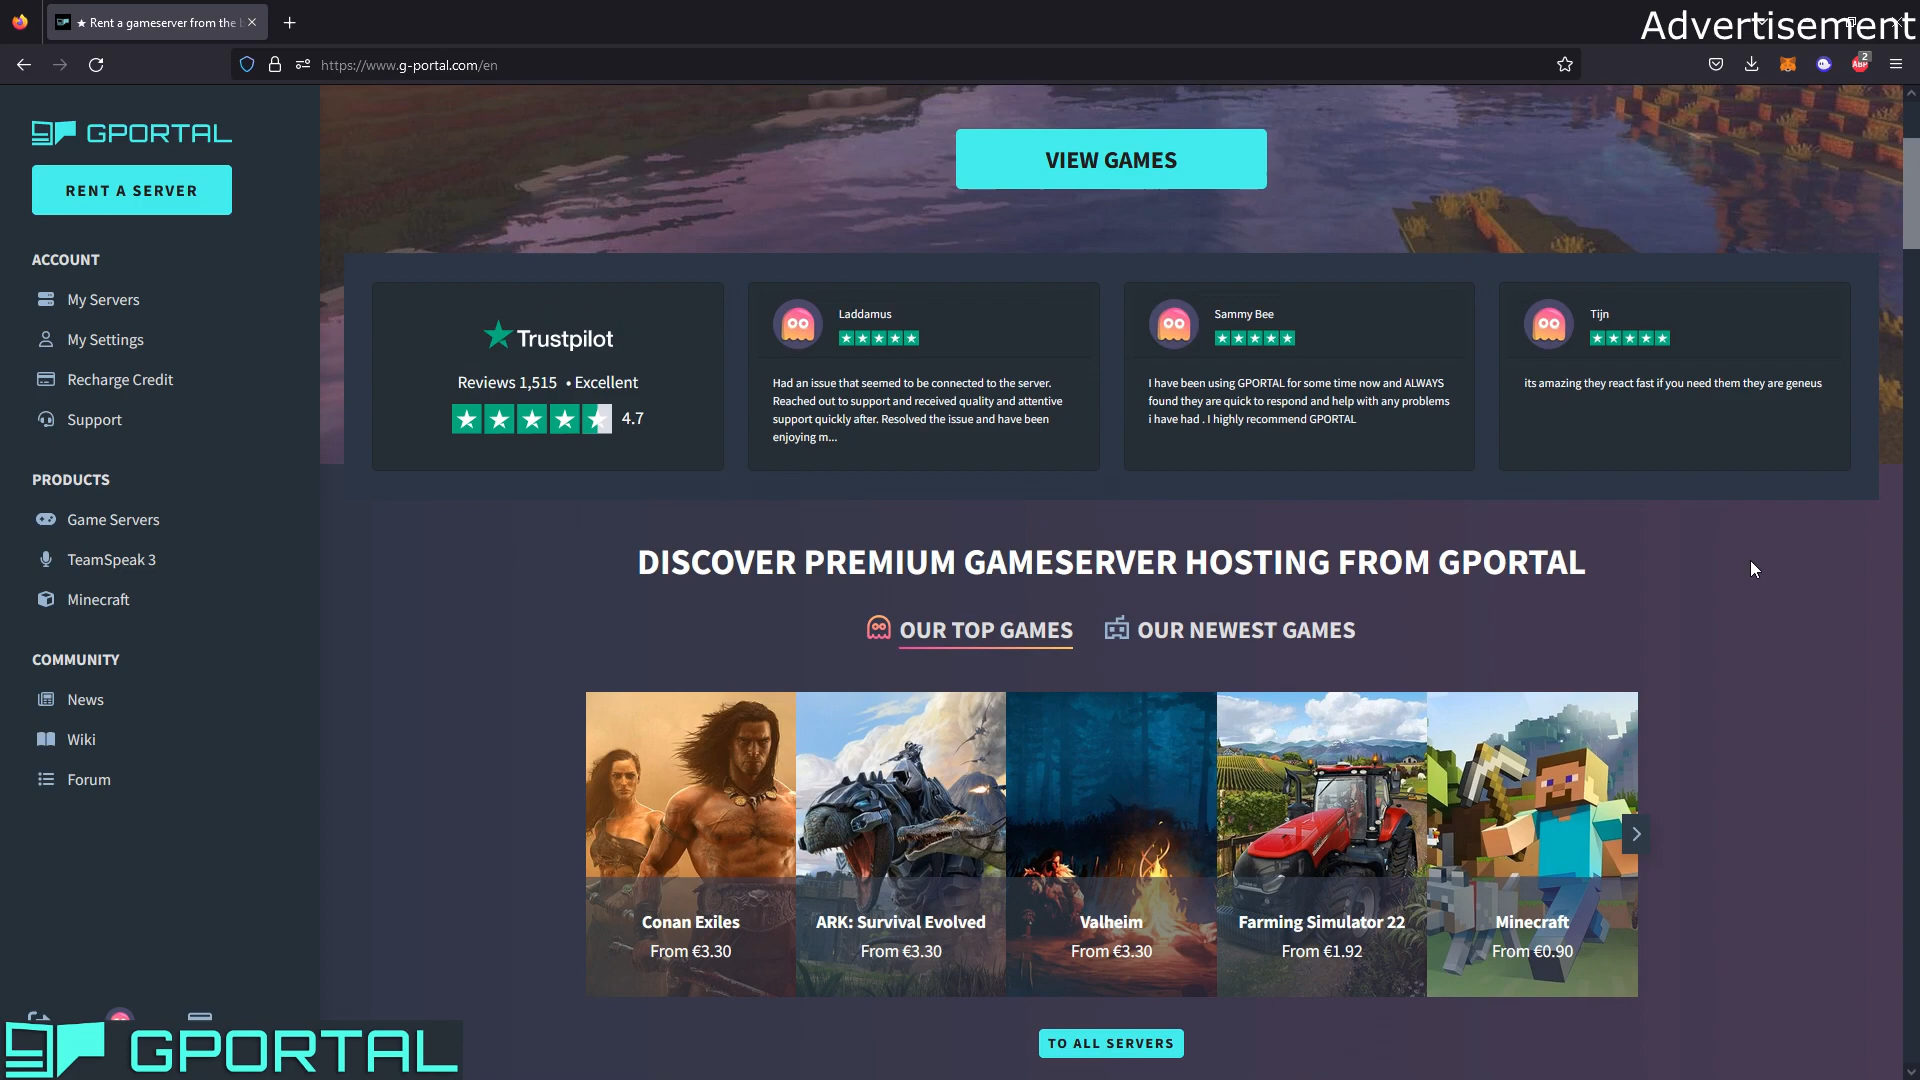 ★ Rent a gameserver from the
Advertisement
https://www.g-portal.com/en
2
ABP
GPORTAL
RENT A SERVER
ACCOUNT
My Servers
My Settings
Recharge Credit
Support
PRODUCTS
Game Servers
TeamSpeak 3
Minecraft
COMMUNITY
News
Wiki
Forum
GPORTAL
VIEW GAMES
Trustpilot
Reviews 1,515 • Excellent
4.7
Laddamus
Had an issue that seemed to be connected to the server.
Reached out to support and received quality and attentive
support quickly after. Resolved the issue and have been
enjoying m...
Sammy Bee
I have been using GPORTAL for some time now and ALWAYS
found they are quick to respond and help with any problems
i have had . I highly recommend GPORTAL
Tijn
its amazing they react fast if you need them they are geneus
DISCOVER PREMIUM GAMESERVER HOSTING FROM GPORTAL
OUR TOP GAMES
OUR NEWEST GAMES
Conan Exiles
From €3.30
ARK: Survival Evolved
From €3.30
Valheim
From €3.30
Farming Simulator 22
From €1.92
Minecraft
From €0.90
TO ALL SERVERS